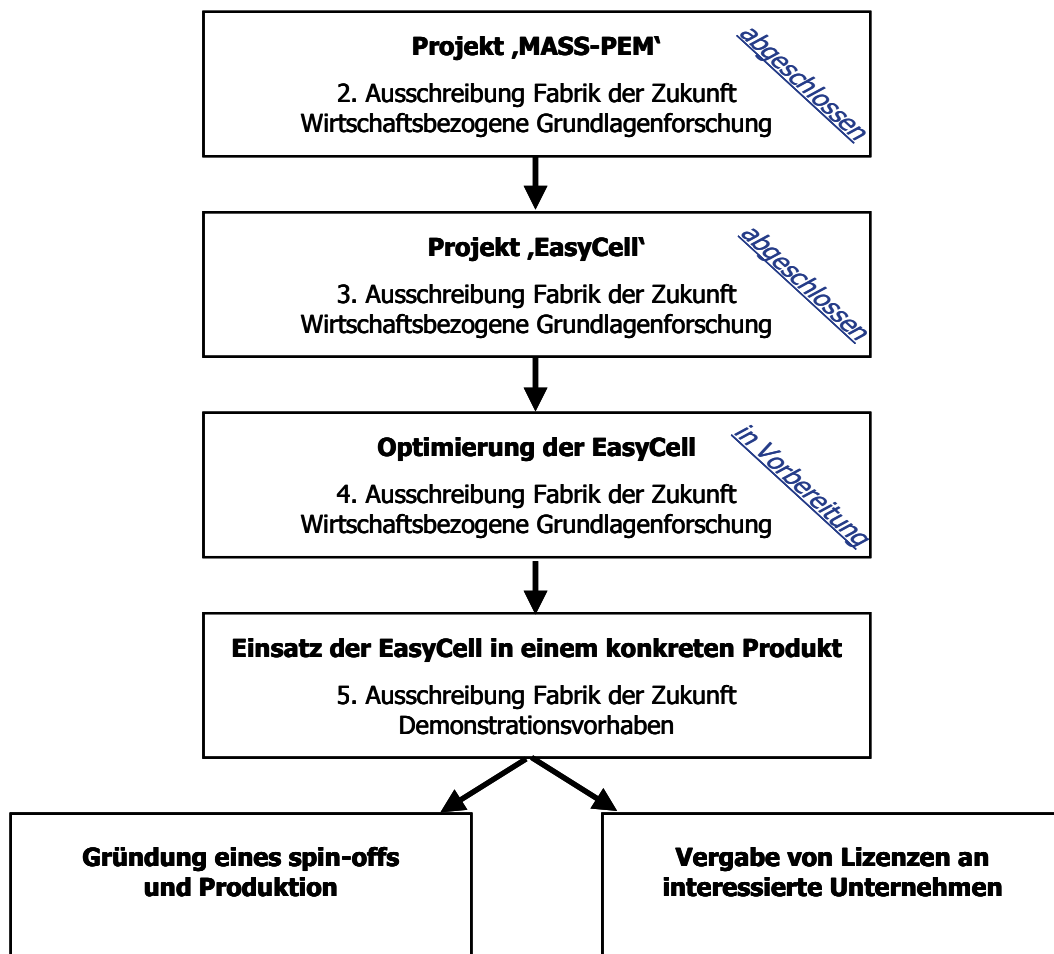 Projekt ‚MASS-PEM‘
abgeschlossen
2. Ausschreibung Fabrik der Zukunft
Wirtschaftsbezogene Grundlagenforschung
Projekt ‚EasyCell‘
abgeschlossen
3. Ausschreibung Fabrik der Zukunft
Wirtschaftsbezogene Grundlagenforschung
Optimierung der EasyCell
in Vorbereitung
4. Ausschreibung Fabrik der Zukunft
Wirtschaftsbezogene Grundlagenforschung
Einsatz der EasyCell in einem konkreten Produkt
5. Ausschreibung Fabrik der Zukunft
Demonstrationsvorhaben
Gründung eines spin-offs
und Produktion
Vergabe von Lizenzen an
interessierte Unternehmen